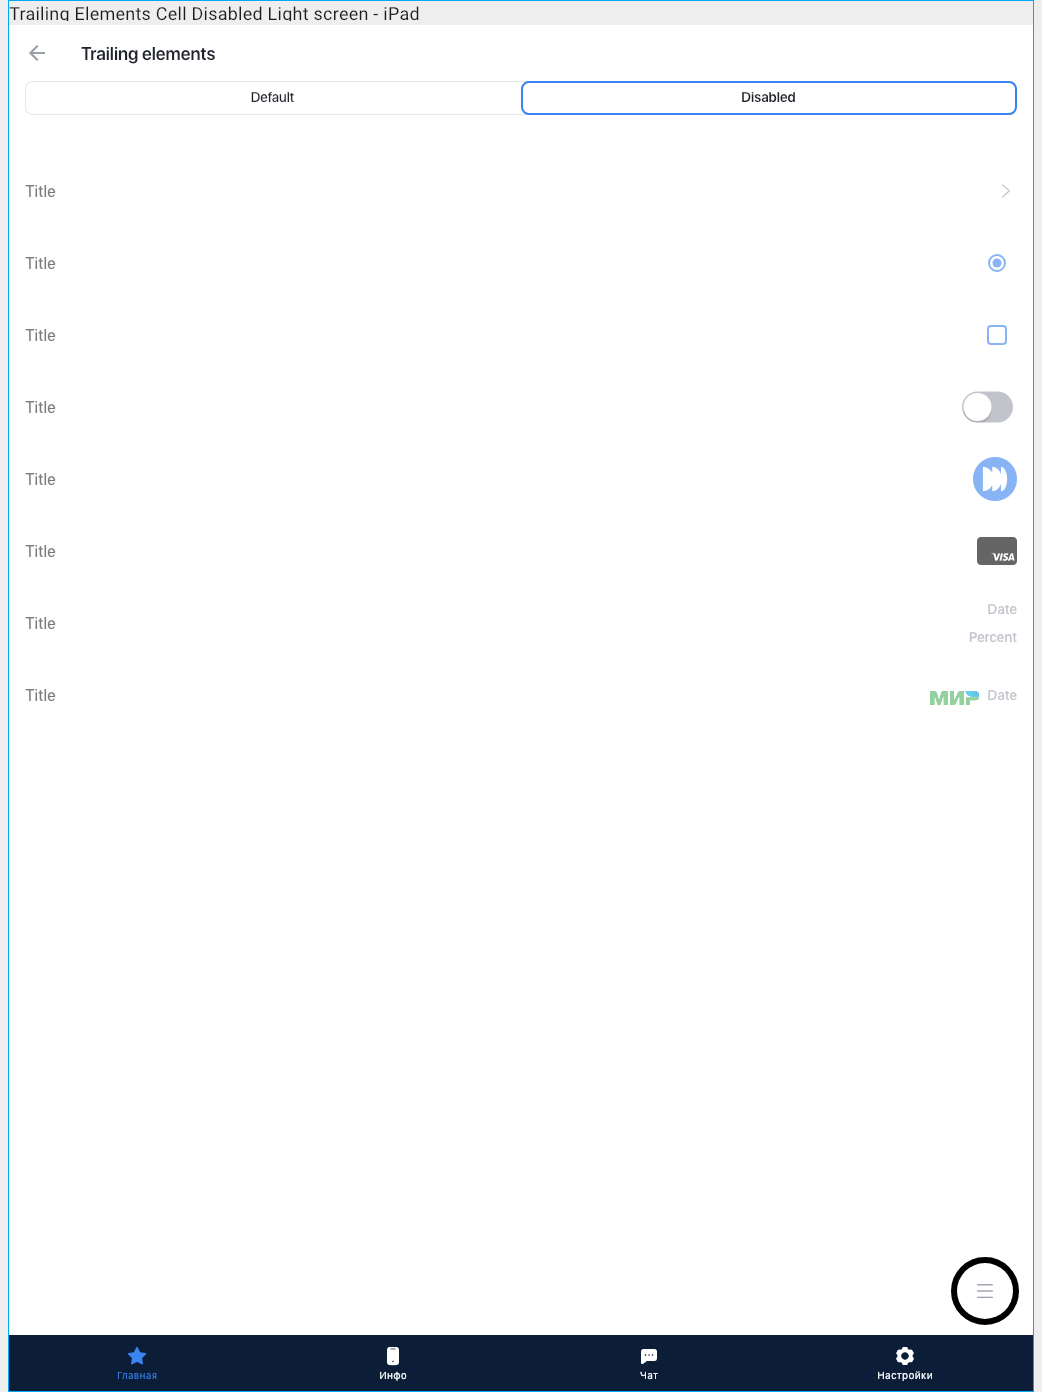 Trailing Elements Cell Disabled Light screen - iPad
Trailing elements
Default
Disabled
Title
Title
Title
Title
Title
Title
VISA
Title
Date
Percent
Title
МИР
Date
Главная
Инфо
Чат
Настройки